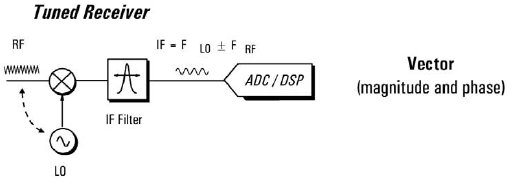 Tuned Receiver
RF
IF = F LO ± F RF
ADC / DSP
Vector
(magnitude and phase)
IF Filter
LO